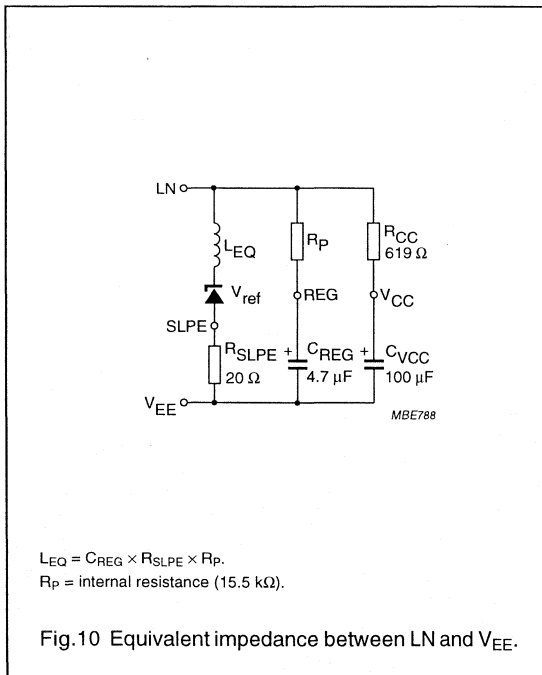 LN
L_EQ
V_ref
SLPE
R_SLPE
20 Ω
V_EE
R_P
REG
+
C_REG
4.7 μF
R_CC
619 Ω
V_CC
+
C_VCC
100 μF
MBE788
L_EQ = C_REG × R_SLPE × R_P.
R_P = internal resistance (15.5 kΩ).
Fig.10 Equivalent impedance between LN and V_EE.